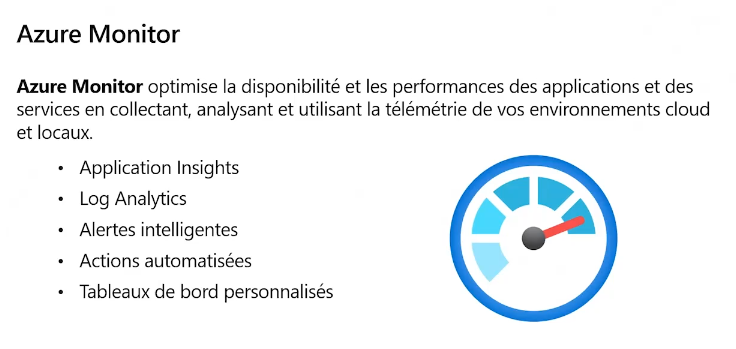 Azure Monitor
Azure Monitor optimise la disponibilité et les performances des applications et des
services en collectant, analysant et utilisant la télémétrie de vos environnements cloud
et locaux.
• Application Insights
• Log Analytics
• Alertes intelligentes
• Actions automatisées
• Tableaux de bord personnalisés